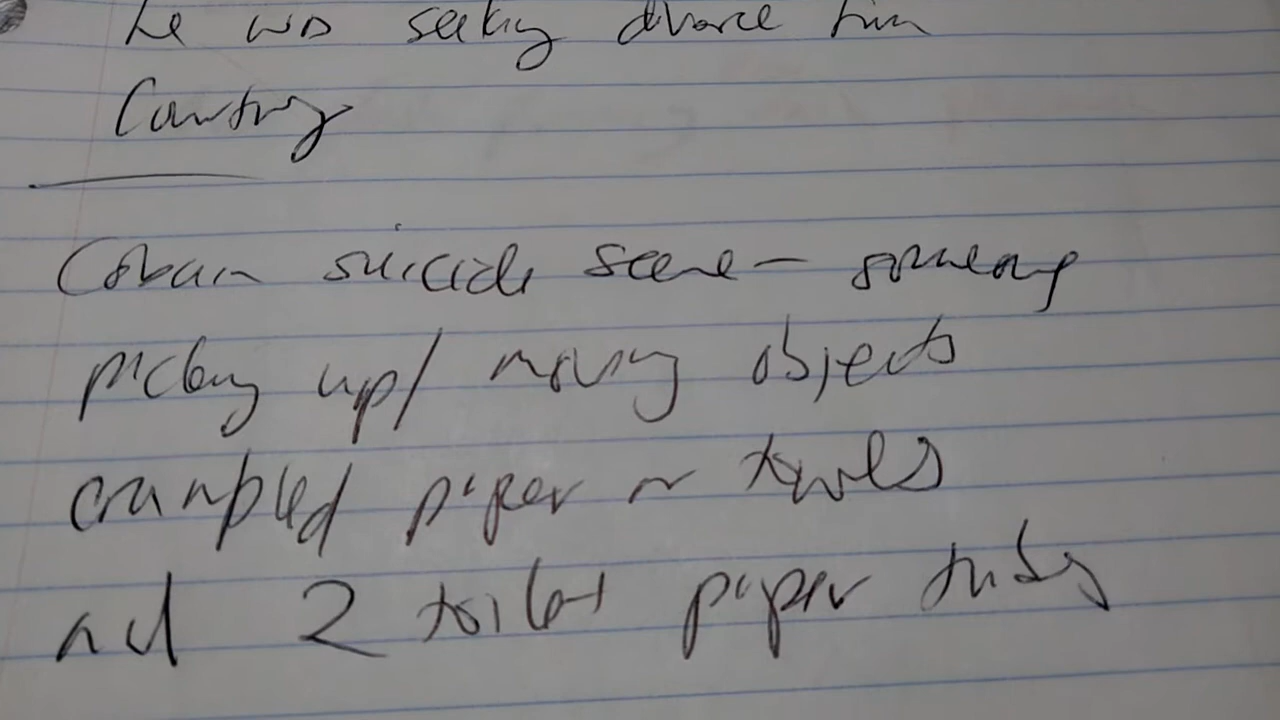 he was seeking divorce from
Courtney
Cobain suicide scene - someone
picking up/ moving objects
crumpled paper or towels
and 2 toilet paper tubes